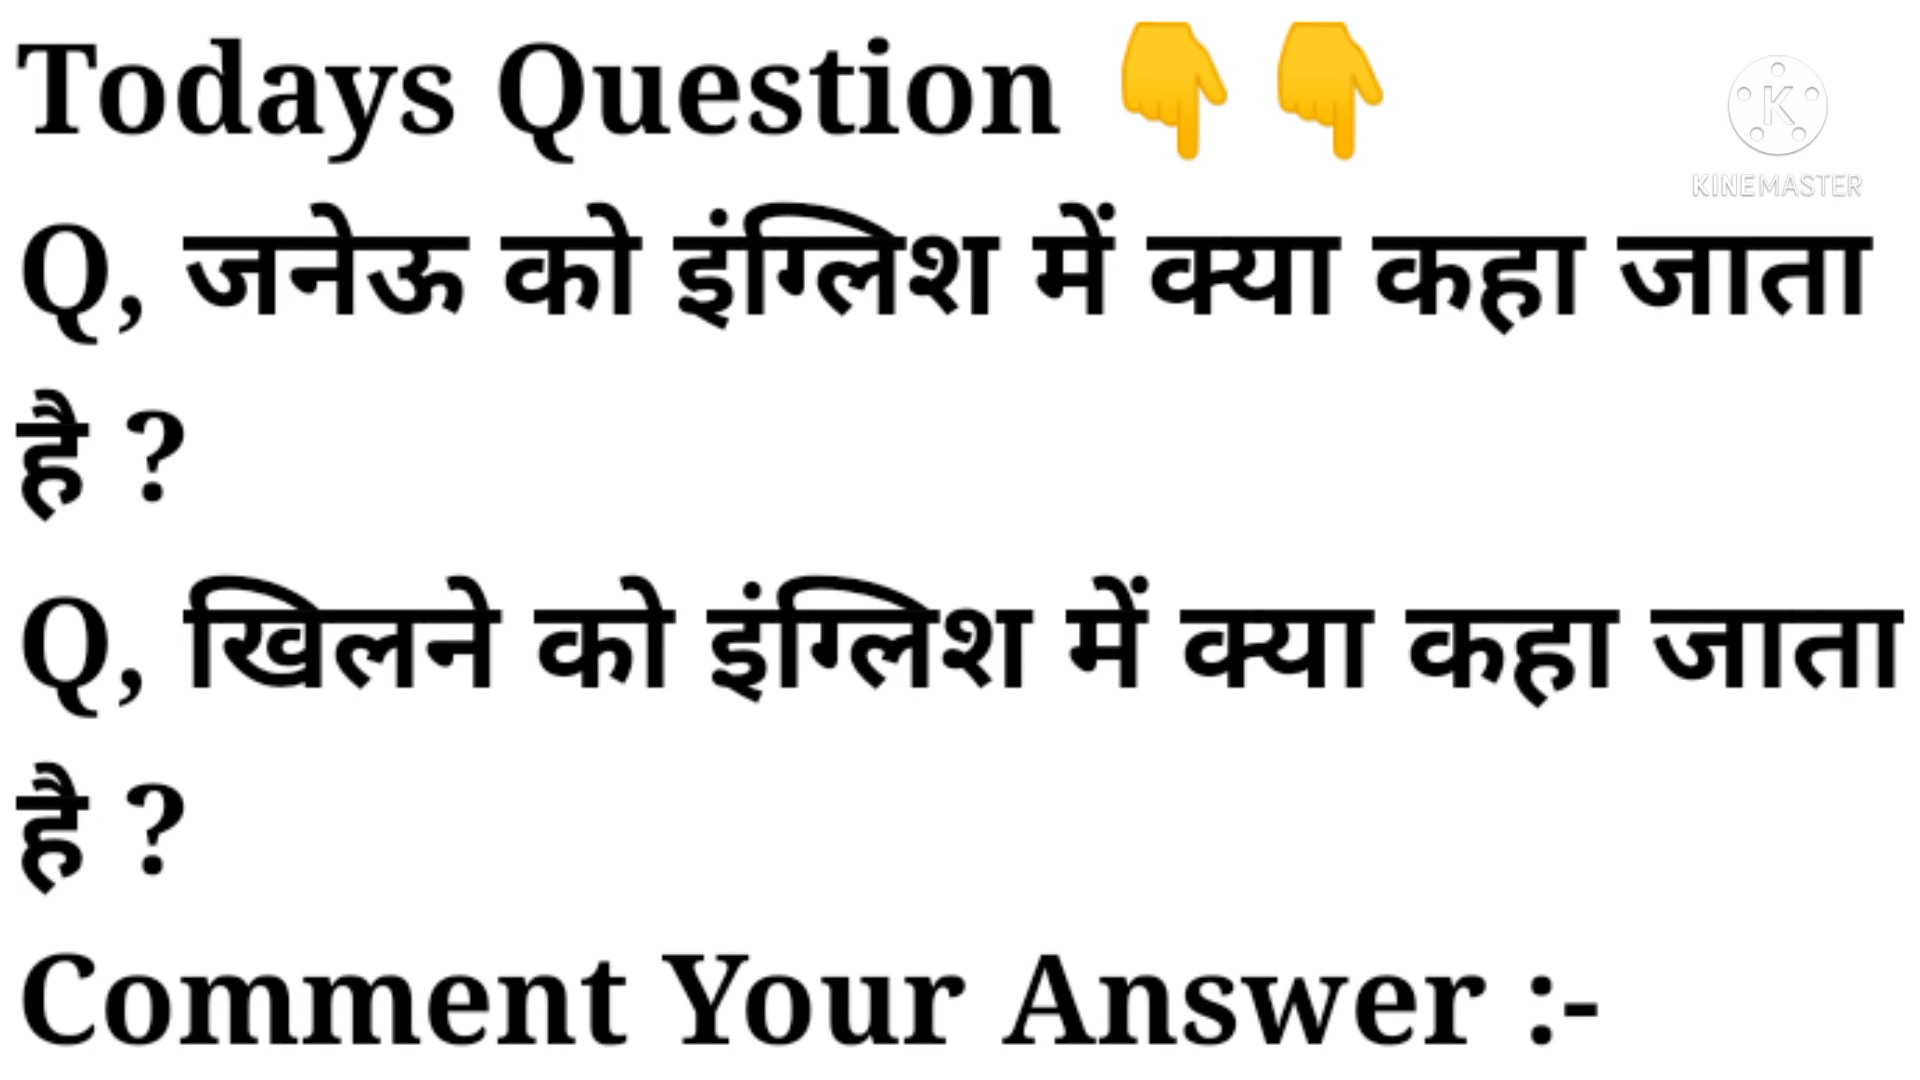 Todays Question 👇 👇
KINEMASTER
Q, जनेऊ को इंग्लिश में क्या कहा जाता
है ?
Q, खिलने को इंग्लिश में क्या कहा जाता
है ?
Comment Your Answer :-